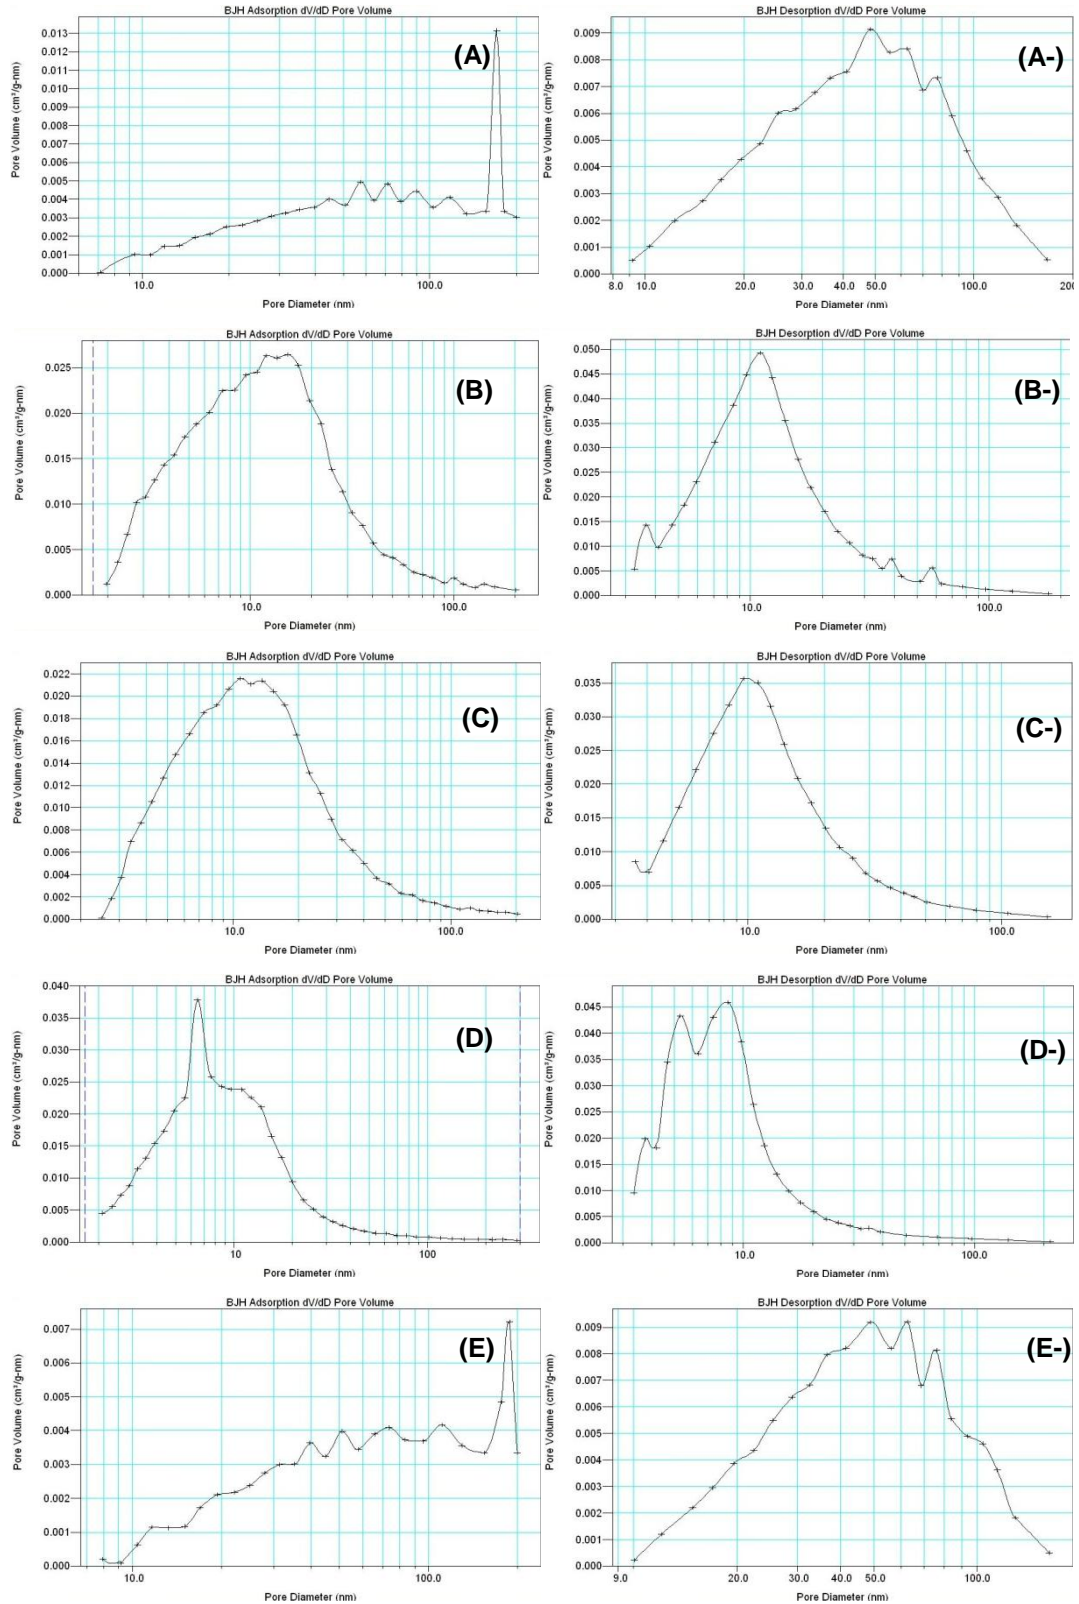 BJH Adsorption dV/dD Pore Volume
Pore Volume (cm³/g-nm)
0.013
0.012
0.011
0.010
0.009
0.008
0.007
0.006
0.005
0.004
0.003
0.002
0.001
0.000
(A)
10.0
100.0
Pore Diameter (nm)
BJH Desorption dV/dD Pore Volume
Pore Volume (cm³/g-nm)
0.009
0.008
0.007
0.006
0.005
0.004
0.003
0.002
0.001
0.000
(A-)
8.0 10.0 20.0 30.0 40.0 50.0 100.0 200
Pore Diameter (nm)
BJH Adsorption dV/dD Pore Volume
Pore Volume (cm³/g-nm)
0.025
0.020
0.015
0.010
0.005
0.000
(B)
10.0
100.0
Pore Diameter (nm)
BJH Desorption dV/dD Pore Volume
Pore Volume (cm³/g-nm)
0.050
0.045
0.040
0.035
0.030
0.025
0.020
0.015
0.010
0.005
0.000
(B-)
10.0
100.0
Pore Diameter (nm)
BJH Adsorption dV/dD Pore Volume
Pore Volume (cm³/g-nm)
0.022
0.020
0.018
0.016
0.014
0.012
0.010
0.008
0.006
0.004
0.002
0.000
(C)
10.0
100.0
Pore Diameter (nm)
BJH Desorption dV/dD Pore Volume
Pore Volume (cm³/g-nm)
0.035
0.030
0.025
0.020
0.015
0.010
0.005
0.000
(C-)
10.0
100.0
Pore Diameter (nm)
BJH Adsorption dV/dD Pore Volume
Pore Volume (cm³/g-nm)
0.040
0.035
0.030
0.025
0.020
0.015
0.010
0.005
0.000
(D)
10
100
Pore Diameter (nm)
BJH Desorption dV/dD Pore Volume
Pore Volume (cm³/g-nm)
0.045
0.040
0.035
0.030
0.025
0.020
0.015
0.010
0.005
0.000
(D-)
10.0
100.0
Pore Diameter (nm)
BJH Adsorption dV/dD Pore Volume
Pore Volume (cm³/g-nm)
0.007
0.006
0.005
0.004
0.003
0.002
0.001
0.000
(E)
10.0
100.0
Pore Diameter (nm)
BJH Desorption dV/dD Pore Volume
Pore Volume (cm³/g-nm)
0.009
0.008
0.007
0.006
0.005
0.004
0.003
0.002
0.001
0.000
(E-)
9.0 20.0 30.0 40.0 50.0 100.0
Pore Diameter (nm)